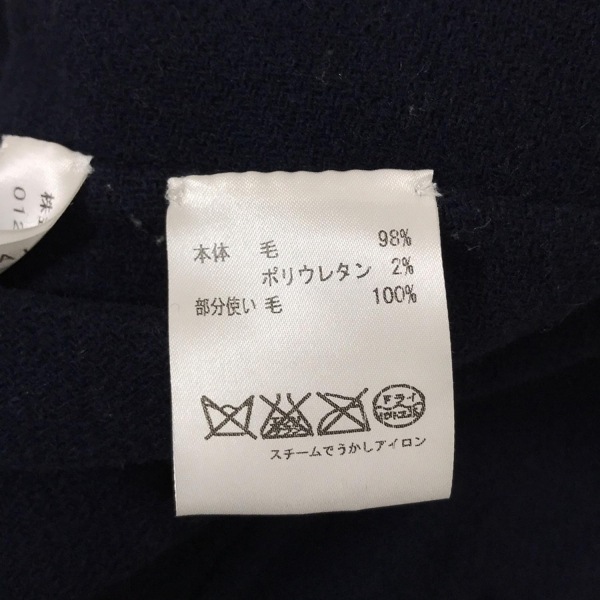 本体 毛 98%
ポリウレタン 2%
部分使い 毛 100%
ドライ
スチームでうかしアイロン
012